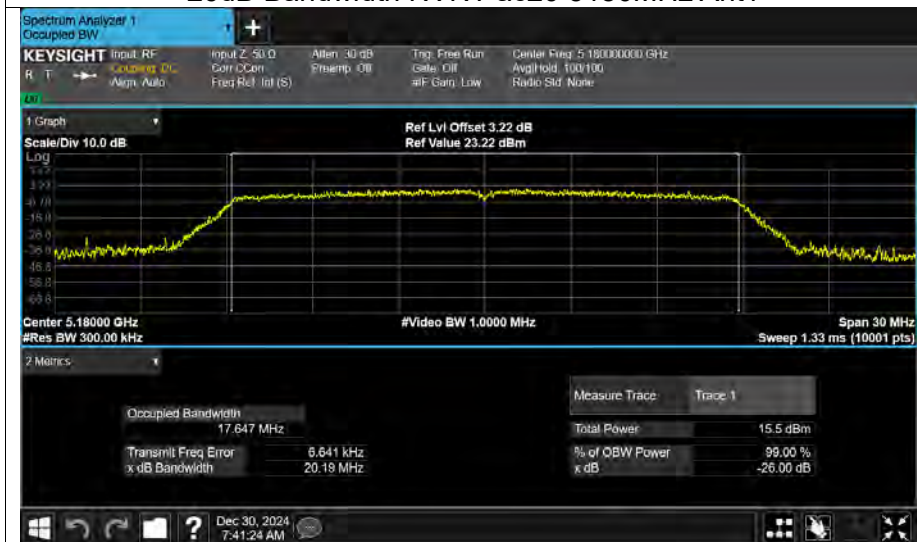 Spectrum Analyzer 1
Occupied BW
+
KEYSIGHT Input: RF
R T Coupling: DC
Align: Auto
Input Z: 50 Ω
Corr CCorr
Freq Ref: Int (S)
Atten: 30 dB
Preamp: Off
Trig: Free Run
Gate: Off
#IF Gain: Low
Center Freq: 5.180000000 GHz
Avg|Hold: 100/100
Radio Std: None
1 Graph
Scale/Div 10.0 dB
Ref Lvl Offset 3.22 dB
Ref Value 23.22 dBm
Log
Center 5.18000 GHz
#Res BW 300.00 kHz
#Video BW 1.0000 MHz
Span 30 MHz
Sweep 1.33 ms (10001 pts)
2 Metrics
Measure Trace Trace 1
Occupied Bandwidth
17.647 MHz
Total Power 15.5 dBm
Transmit Freq Error 6.641 kHz
% of OBW Power 99.00 %
x dB Bandwidth 20.19 MHz
x dB -26.00 dB
? Dec 30, 2024
7:41:24 AM